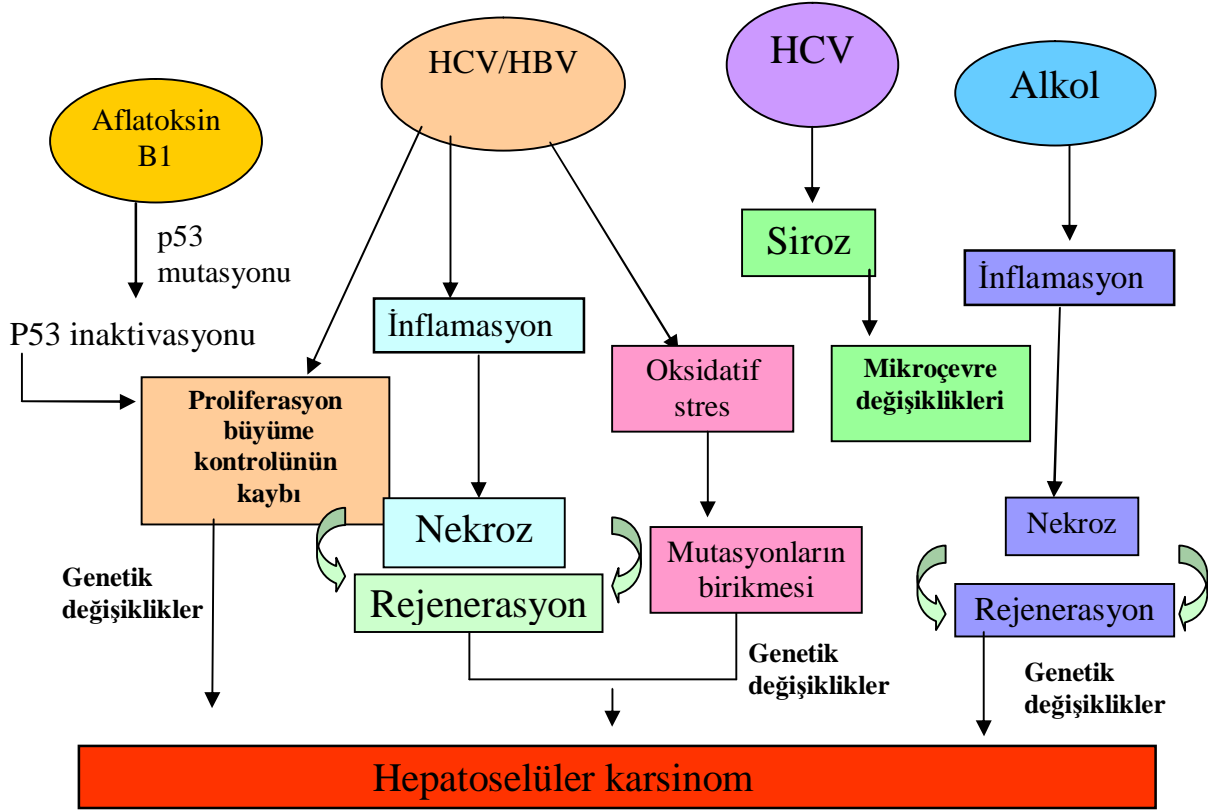 HCV/HBV
HCV
Alkol
Aflatoksin
B1
p53
mutasyonu
P53 inaktivasyonu
Siroz
İnflamasyon
İnflamasyon
Oksidatif
stres
Mikroçevre
değişiklikleri
Proliferasyon
büyüme
kontrolünün
kaybı
Nekroz
Nekroz
Mutasyonların
birikmesi
Genetik
değişiklikler
Rejenerasyon
Rejenerasyon
Genetik
değişiklikler
Genetik
değişiklikler
Hepatoselüler karsinom